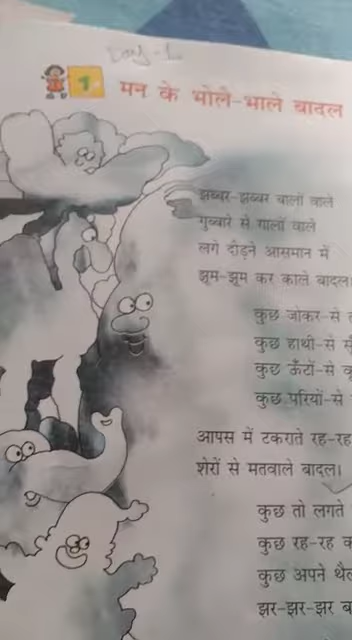 Day-1
1. मन के भोले-भाले बादल
झब्बर-झब्बर बालों वाले
गुब्बारे से गालों वाले
लगे दौड़ने आसमान में
झूम-झूम कर काले बादल।
कुछ जोकर-से
कुछ हाथी-से
कुछ ऊँटों-से
कुछ परियों-से
आपस में टकराते रह-रह
शेरों से मतवाले बादल।
कुछ तो लगते
कुछ रह-रह
कुछ अपने
झर-झर-झर